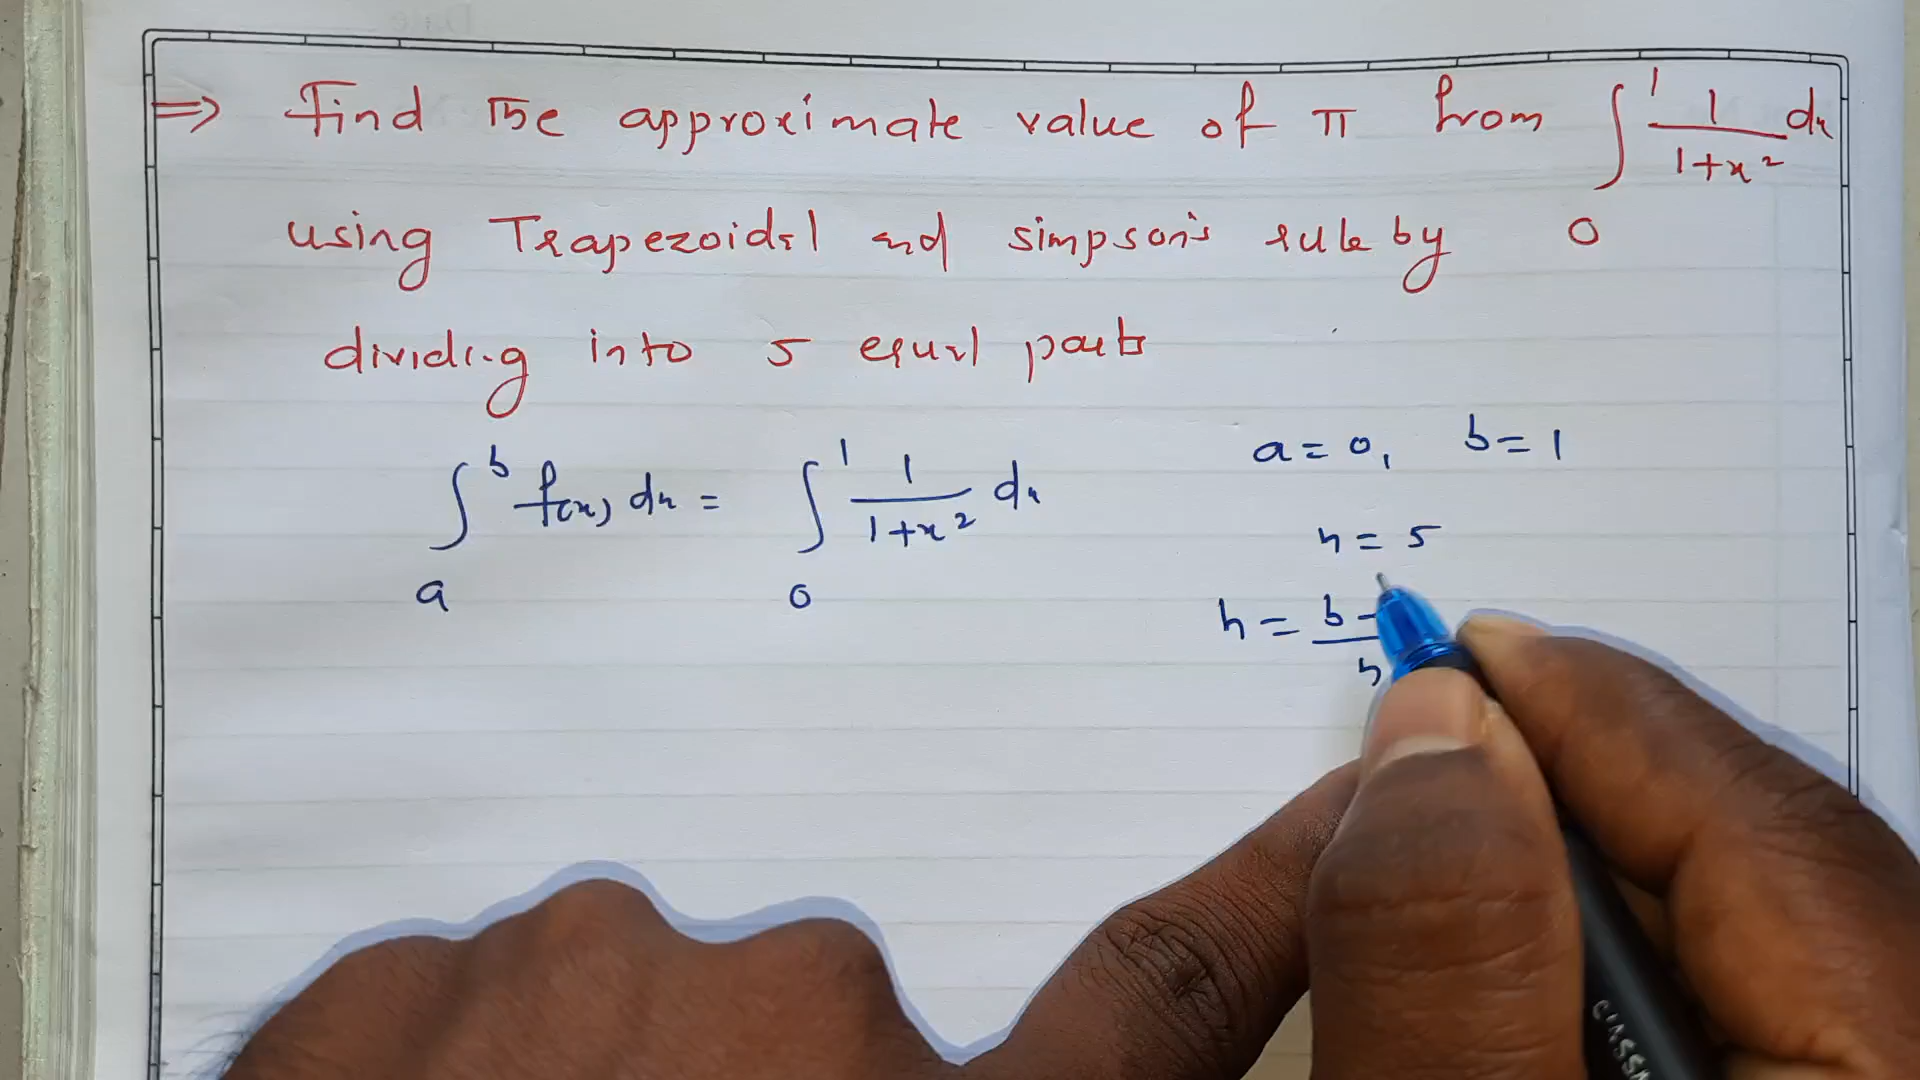 => Find the approximate value of π from ∫₀¹ 1/(1+x²) dx
using Trapezoidal and simpson's rule by
dividing into 5 equal parts
∫ₐᵇ f(x) dx = ∫₀¹ 1/(1+x²) dx
a = 0, b = 1
n = 5
h = b - / n
CLASSM